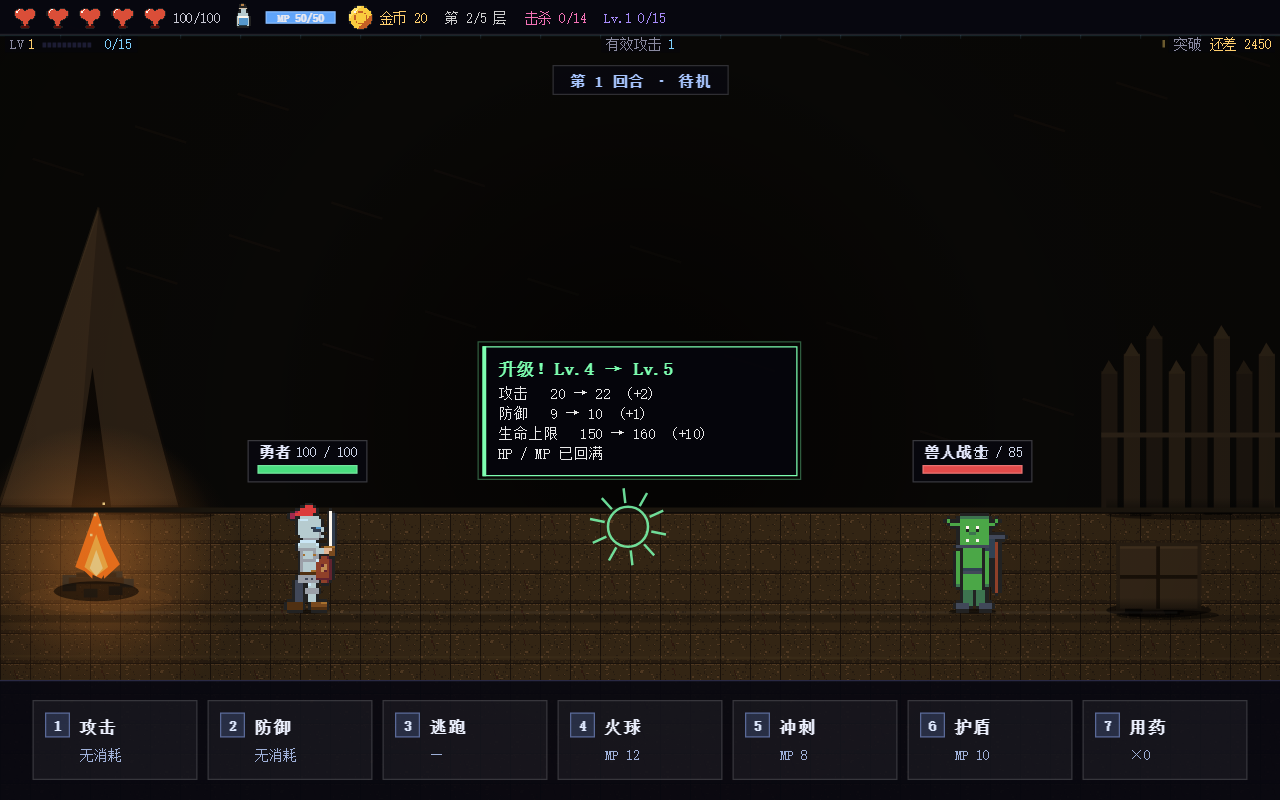 100/100 MP 50/50 金币 20 第 2/5 层 击杀 0/14 Lv.1 0/15
LV 1 0/15 有效攻击 1 突破 还差 2450
第 1 回合 · 待机
升级! Lv.4 → Lv.5
攻击 20 → 22 (+2)
防御 9 → 10 (+1)
生命上限 150 → 160 (+10)
HP / MP 已回满
勇者 100 / 100
兽人战士 / 85
1 攻击
无消耗
2 防御
无消耗
3 逃跑
—
4 火球
MP 12
5 冲刺
MP 8
6 护盾
MP 10
7 用药
×0